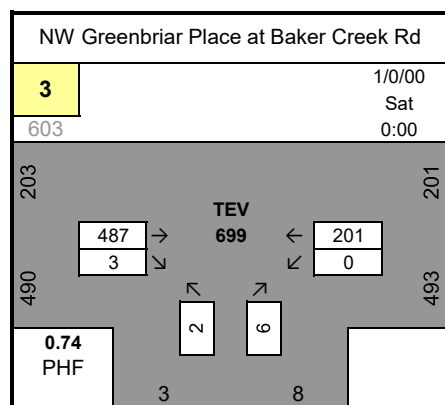 NW Greenbriar Place at Baker Creek Rd
3
1/0/00
Sat
603
0:00
203
201
TEV
487 → 699 ← 201
3 ↘ ↙ 0
490
493
↖ ↗
2
6
0.74
PHF
3
8